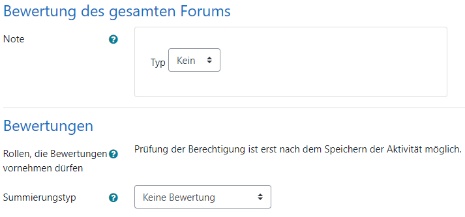 Bewertung des gesamten Forums
Note
Typ Kein
Bewertungen
Rollen, die Bewertungen Prüfung der Berechtigung ist erst nach dem Speichern der Aktivität möglich.
vornehmen dürfen
Summierungstyp Keine Bewertung